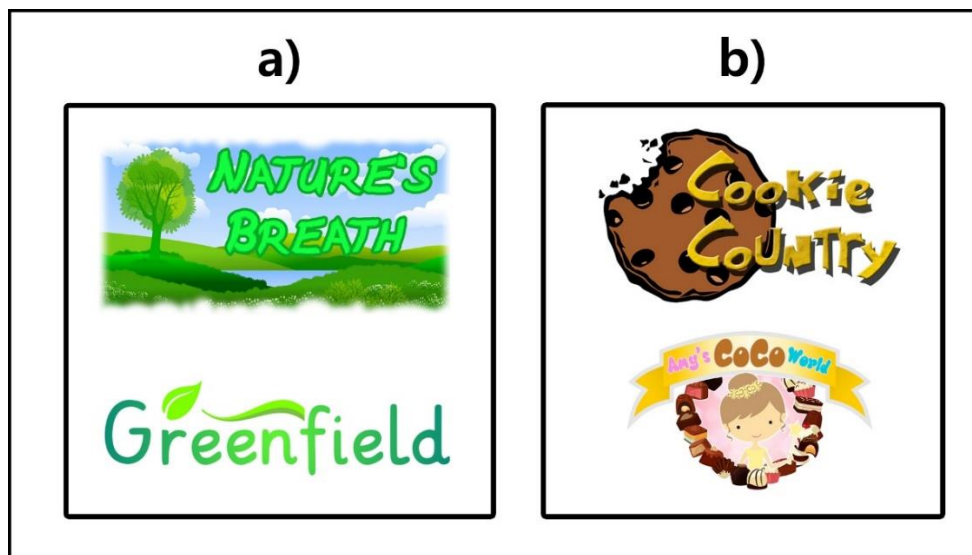 a)
NATURE'S
BREATH
Greenfield
b)
Cookie
CoUNTRy
Amy's CoCo World